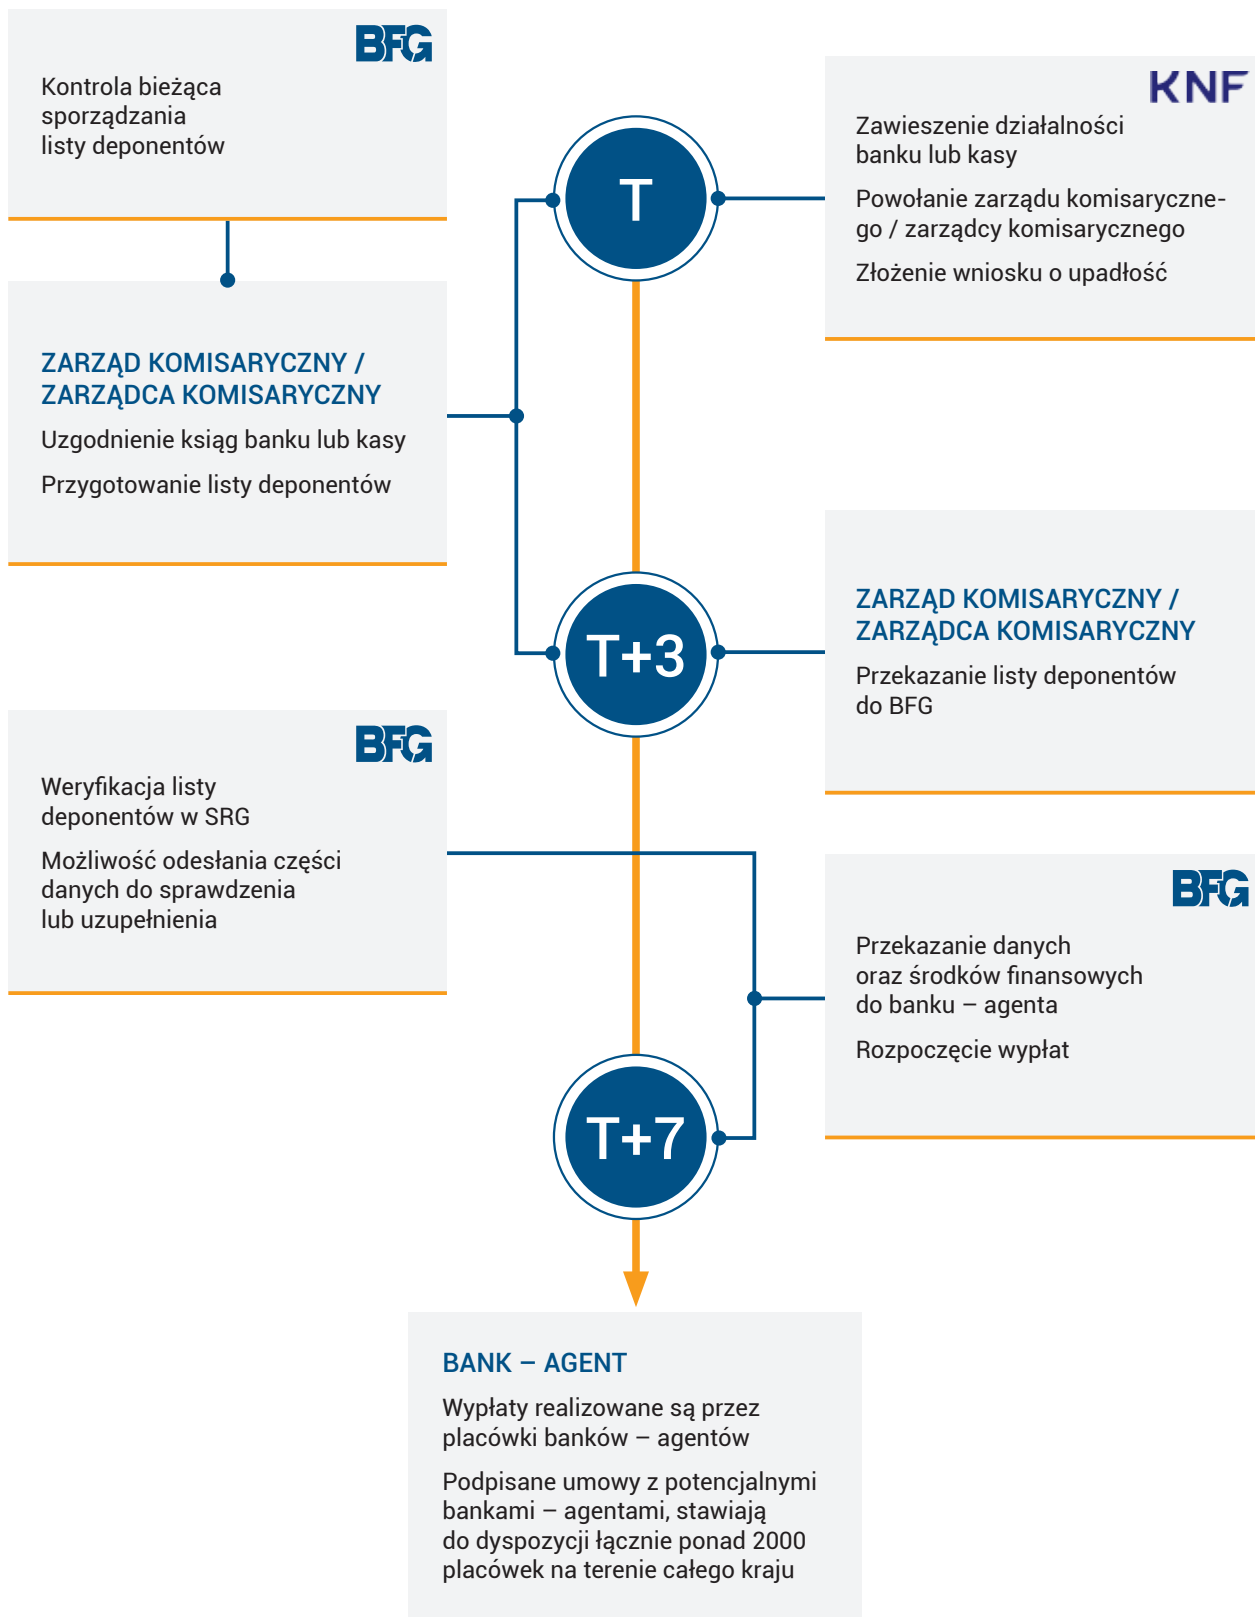 BFG
Kontrola bieżąca
sporządzania
listy deponentów
KNF
Zawieszenie działalności
banku lub kasy
Powołanie zarządu komisaryczne-
go / zarządcy komisarycznego
Złożenie wniosku o upadłość
T
ZARZĄD KOMISARYCZNY /
ZARZĄDCA KOMISARYCZNY
Uzgodnienie ksiąg banku lub kasy
Przygotowanie listy deponentów
T+3
ZARZĄD KOMISARYCZNY /
ZARZĄDCA KOMISARYCZNY
Przekazanie listy deponentów
do BFG
BFG
Weryfikacja listy
deponentów w SRG
Możliwość odesłania części
danych do sprawdzenia
lub uzupełnienia
BFG
Przekazanie danych
oraz środków finansowych
do banku – agenta
Rozpoczęcie wypłat
T+7
BANK – AGENT
Wypłaty realizowane są przez
placówki banków – agentów
Podpisane umowy z potencjalnymi
bankami – agentami, stawiają
do dyspozycji łącznie ponad 2000
placówek na terenie całego kraju